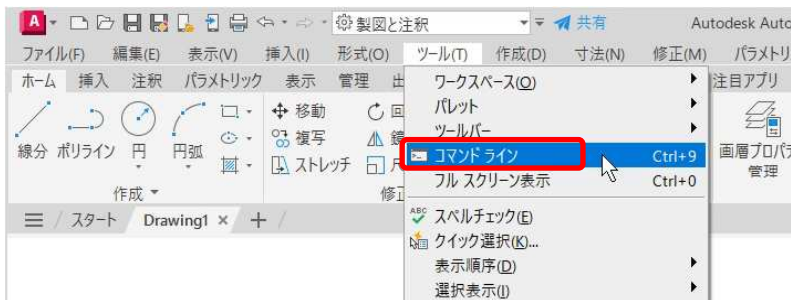 A 製図と注釈 共有 Autodesk Auto
ファイル(F) 編集(E) 表示(V) 挿入(I) 形式(O) ツール(T) 作成(D) 寸法(N) 修正(M) パラメトリ
ホーム 挿入 注釈 パラメトリック 表示 管理 出 注目アプリ
線分 ポリライン 円 円弧
移動 回
複写 鏡
ストレッチ 尺
画層プロパ
管理
作成 修正
スタート Drawing1 × +
ワークスペース(O)
パレット
ツールバー
コマンド ライン Ctrl+9
フル スクリーン表示 Ctrl+0
ABC スペルチェック(E)
クイック選択(K)...
表示順序(D)
選択表示(I)